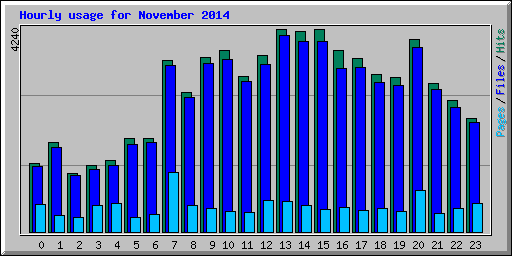 Hourly usage for November 2014
4240
Pages/Files/Hits
0 1 2 3 4 5 6 7 8 9 10 11 12 13 14 15 16 17 18 19 20 21 22 23